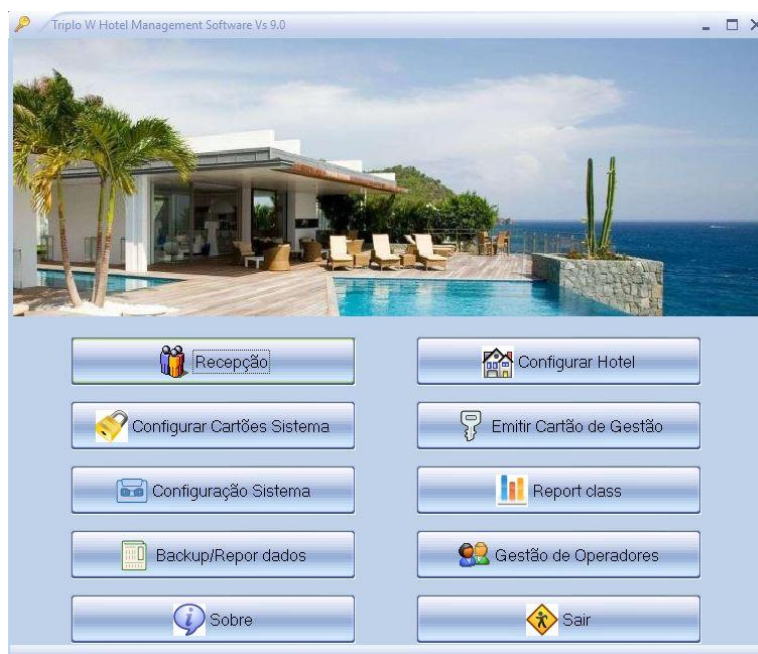 Triplo W Hotel Management Software Vs 9.0
Recepção
Configurar Hotel
Configurar Cartões Sistema
Emitir Cartão de Gestão
Configuração Sistema
Report class
Backup/Repor dados
Gestão de Operadores
Sobre
Sair